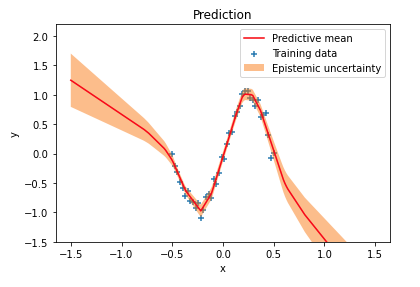 Prediction
Predictive mean
Training data
Epistemic uncertainty
y
2.0
1.5
1.0
0.5
0.0
−0.5
−1.0
−1.5
−1.5 −1.0 −0.5 0.0 0.5 1.0 1.5
x